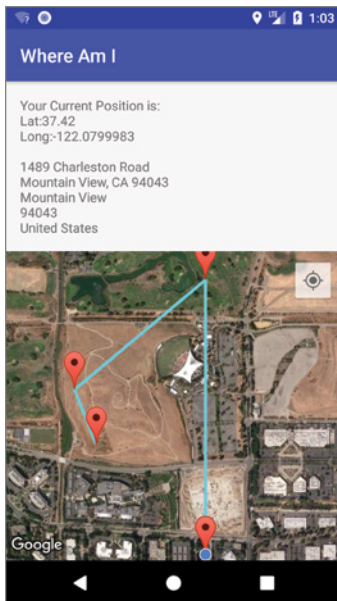 LTE 1:03
Where Am I
Your Current Position is:
Lat:37.42
Long:-122.0799983
1489 Charleston Road
Mountain View, CA 94043
Mountain View
94043
United States
Google